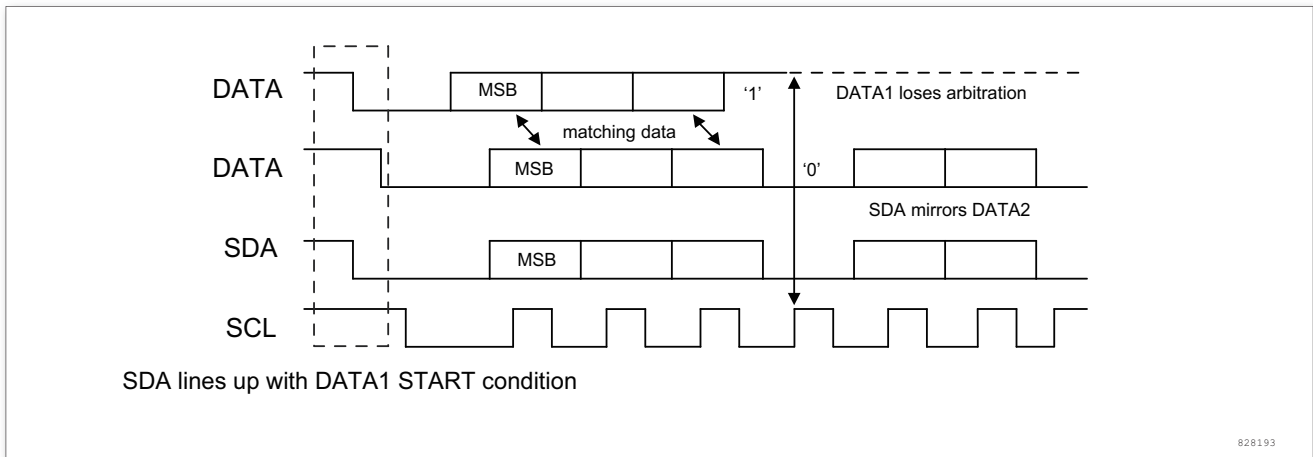 DATA
MSB
‘1’
DATA1 loses arbitration
matching data
DATA
MSB
‘0’
SDA mirrors DATA2
SDA
MSB
SCL
SDA lines up with DATA1 START condition
828193